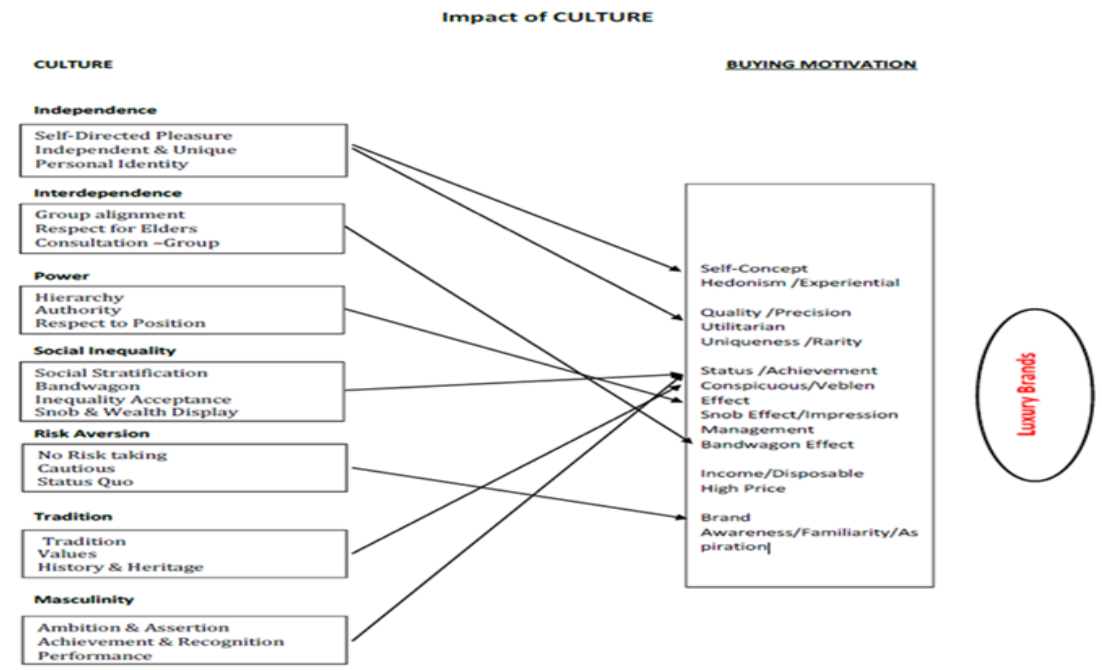 Impact of CULTURE
CULTURE
BUYING MOTIVATION
Independence
Self-Directed Pleasure
Independent & Unique
Personal Identity
Interdependence
Group alignment
Respect for Elders
Consultation –Group
Power
Hierarchy
Authority
Respect to Position
Social Inequality
Social Stratification
Bandwagon
Inequality Acceptance
Snob & Wealth Display
Risk Aversion
No Risk taking
Cautious
Status Quo
Tradition
Tradition
Values
History & Heritage
Masculinity
Ambition & Assertion
Achievement & Recognition
Performance
Self-Concept
Hedonism /Experiential
Quality /Precision
Utilitarian
Uniqueness /Rarity
Status /Achievement
Conspicuous/Veblen
Effect
Snob Effect/Impression
Management
Bandwagon Effect
Income/Disposable
High Price
Brand
Awareness/Familiarity/As
piration
Luxury Brands